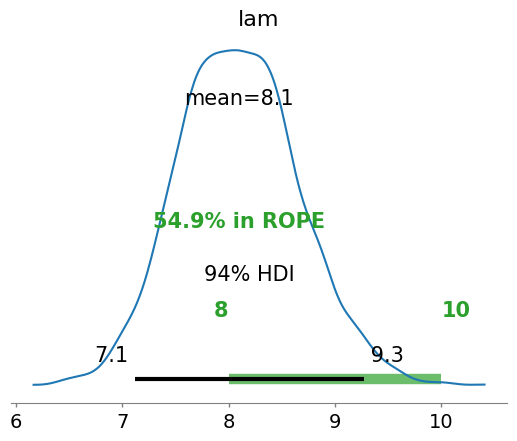 lam
mean=8.1
54.9% in ROPE
94% HDI
8 10
7.1 9.3
6 7 8 9 10